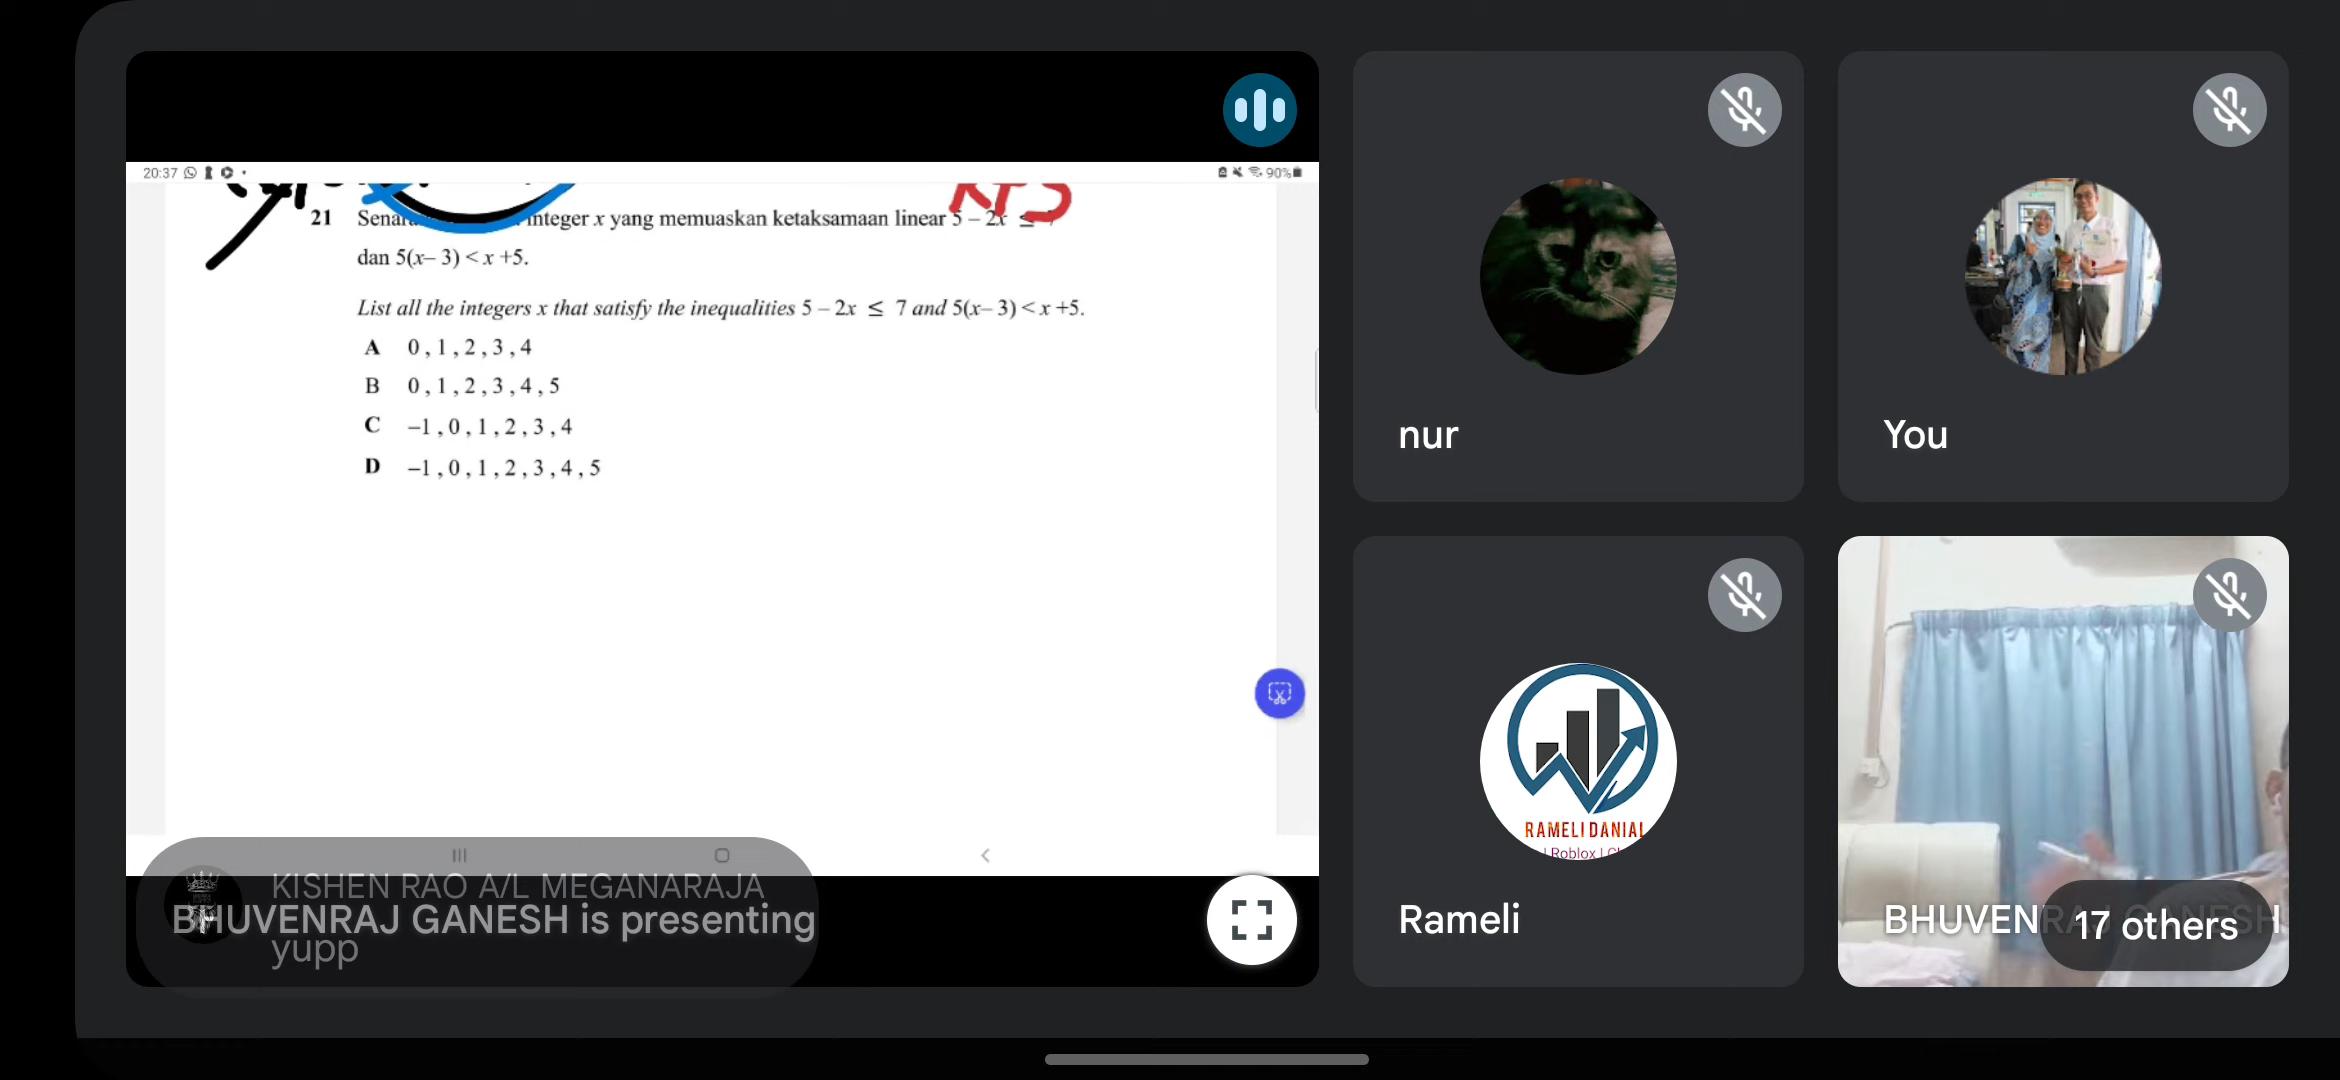 20:37
90%
KPS
21 integer x yang memuaskan ketaksamaan linear 5 – 2x ≤
dan 5(x– 3) < x +5.
List all the integers x that satisfy the inequalities 5 – 2x ≤ 7 and 5(x– 3) < x +5.
A 0 , 1 , 2 , 3 , 4
B 0 , 1 , 2 , 3 , 4 , 5
C –1 , 0 , 1 , 2 , 3 , 4
D –1 , 0 , 1 , 2 , 3 , 4 , 5
KISHEN RAO A/L MEGANARAJA
BHUVENRAJ GANESH is presenting
yupp
nur
You
RAMELI DANIAL
Rameli
BHUVENRAJ GANESH
17 others